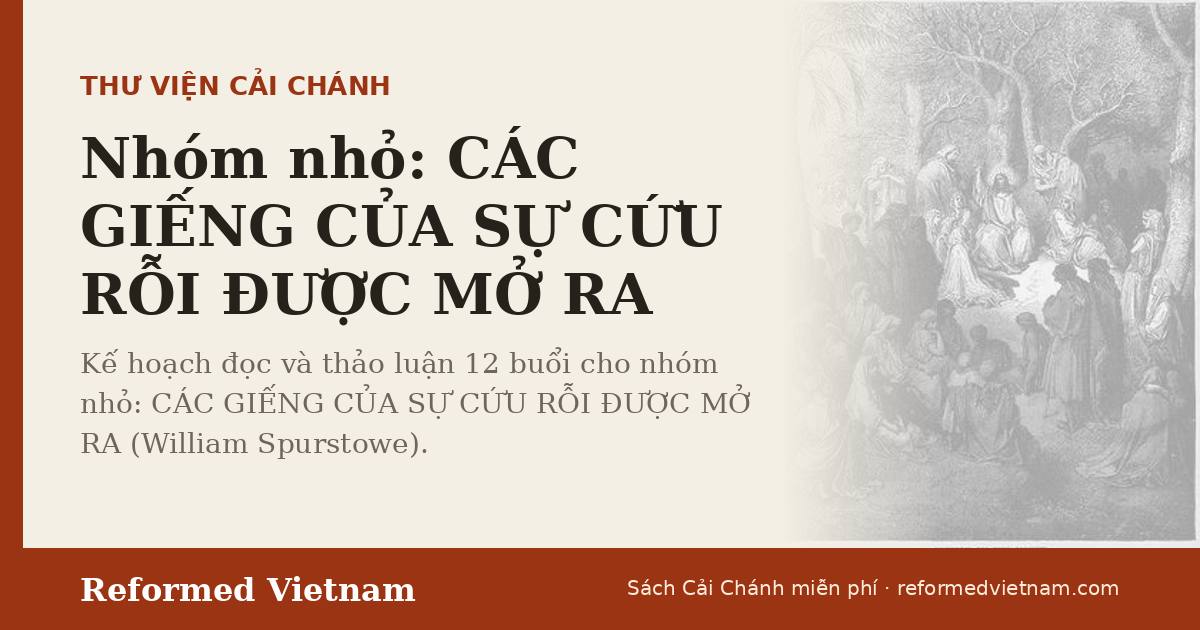 THƯ VIỆN CẢI CHÁNH
Nhóm nhỏ: CÁC
GIẾNG CỦA SỰ CỨU
RỖI ĐƯỢC MỞ RA
Kế hoạch đọc và thảo luận 12 buổi cho nhóm
nhỏ: CÁC GIẾNG CỦA SỰ CỨU RỖI ĐƯỢC MỞ
RA (William Spurstowe).
Reformed Vietnam
Sách Cải Chánh miễn phí · reformedvietnam.com